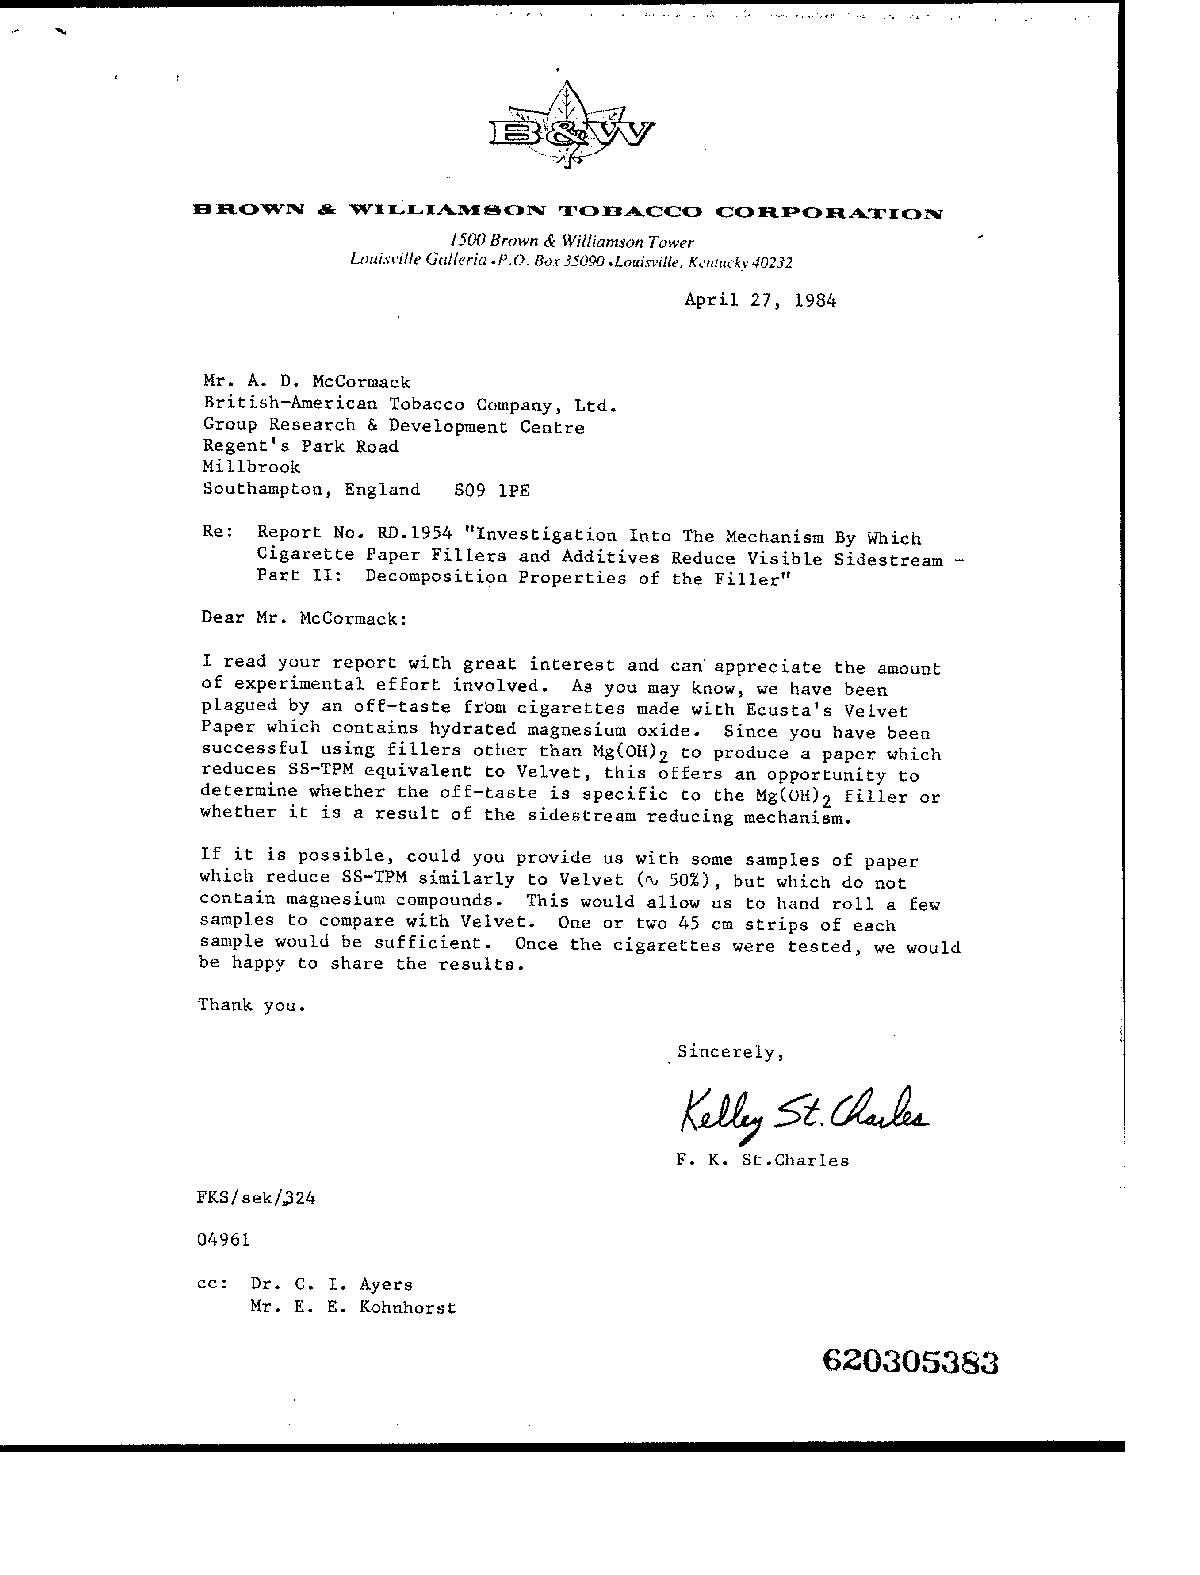 B&W
BROWN & WILLIAMSON TOBACCO CORPORATION
1500 Brown & Williamson Tower
Louisville Galleria • P.O. Box 35090 • Louisville, Kentucky 40232
April 27, 1984
Mr. A. D. McCormack
British-American Tobacco Company, Ltd.
Group Research & Development Centre
Regent's Park Road
Millbrook
Southampton, England   S09 1PE
Re:  Report No. RD.1954 "Investigation Into The Mechanism By Which
Cigarette Paper Fillers and Additives Reduce Visible Sidestream -
Part II:  Decomposition Properties of the Filler"
Dear Mr. McCormack:
I read your report with great interest and can appreciate the amount
of experimental effort involved.  As you may know, we have been
plagued by an off-taste from cigarettes made with Ecusta's Velvet
Paper which contains hydrated magnesium oxide.  Since you have been
successful using fillers other than Mg(OH)₂ to produce a paper which
reduces SS-TPM equivalent to Velvet, this offers an opportunity to
determine whether the off-taste is specific to the Mg(OH)₂ filler or
whether it is a result of the sidestream reducing mechanism.
If it is possible, could you provide us with some samples of paper
which reduce SS-TPM similarly to Velvet (∿ 50%), but which do not
contain magnesium compounds.  This would allow us to hand roll a few
samples to compare with Velvet.  One or two 45 cm strips of each
sample would be sufficient.  Once the cigarettes were tested, we would
be happy to share the results.
Thank you.
Sincerely,
Kelley St. Charles
F. K. St.Charles
FKS/sek/324
04961
cc:  Dr. C. I. Ayers
Mr. E. E. Kohnhorst
620305383